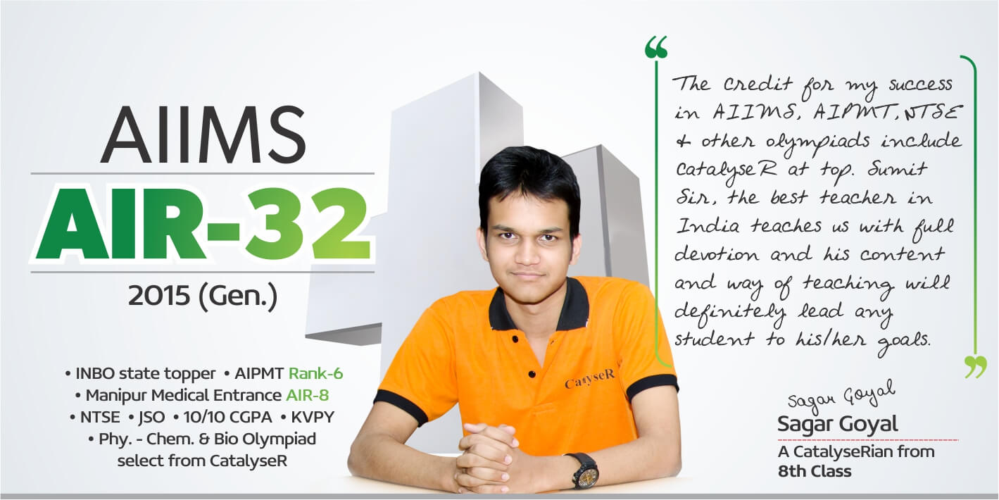 AIIMS
AIR-32
2015 (Gen.)
• INBO state topper • AIPMT Rank-6
• Manipur Medical Entrance AIR-8
• NTSE • JSO • 10/10 CGPA • KVPY
• Phy. - Chem. & Bio Olympiad
select from CatalyseR
CatalyseR
“
The credit for my success
in AIIMS, AIPMT, NTSE
& other olympiads include
CatalyseR at top. Sumit
Sir, the best teacher in
India teaches us with full
devotion and his content
and way of teaching will
definitely lead any
student to his/her goals.
”
Sagar Goyal
Sagar Goyal
A CatalyseRian from
8th Class